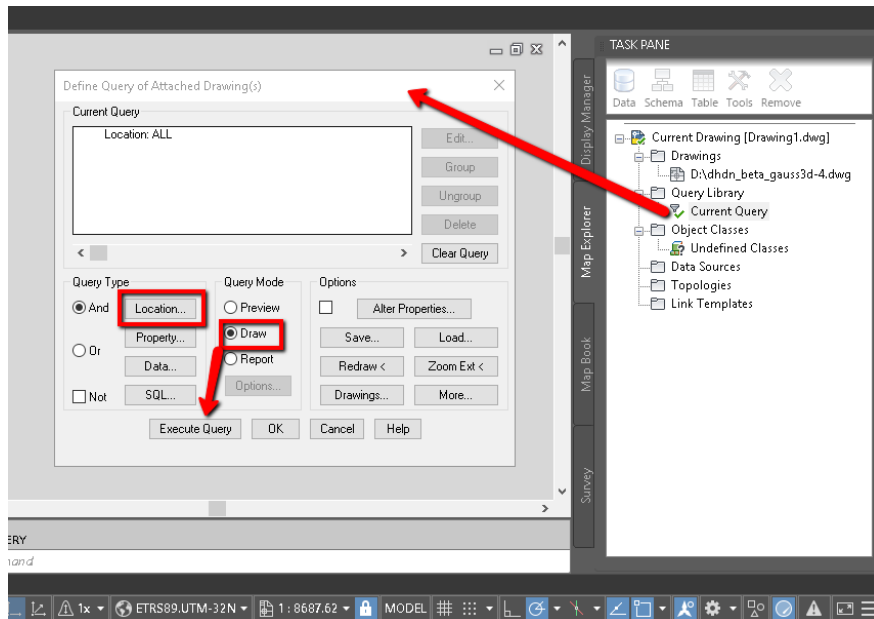 TASK PANE
Data Schema Table Tools Remove
Current Drawing [Drawing1.dwg]
Drawings
D:\dhdn_beta_gauss3d-4.dwg
Query Library
Current Query
Object Classes
Undefined Classes
Data Sources
Topologies
Link Templates
Display Manager
Map Explorer
Map Book
Survey
Define Query of Attached Drawing(s)
Current Query
Location: ALL
Edit...
Group
Ungroup
Delete
Clear Query
Query Type
And
Or
Not
Location...
Property...
Data...
SQL...
Query Mode
Preview
Draw
Report
Options...
Options
Alter Properties...
Save... Load...
Redraw < Zoom Ext <
Drawings... More...
Execute Query OK Cancel Help
ERY
1x ETRS89.UTM-32N 1 : 8687.62 MODEL